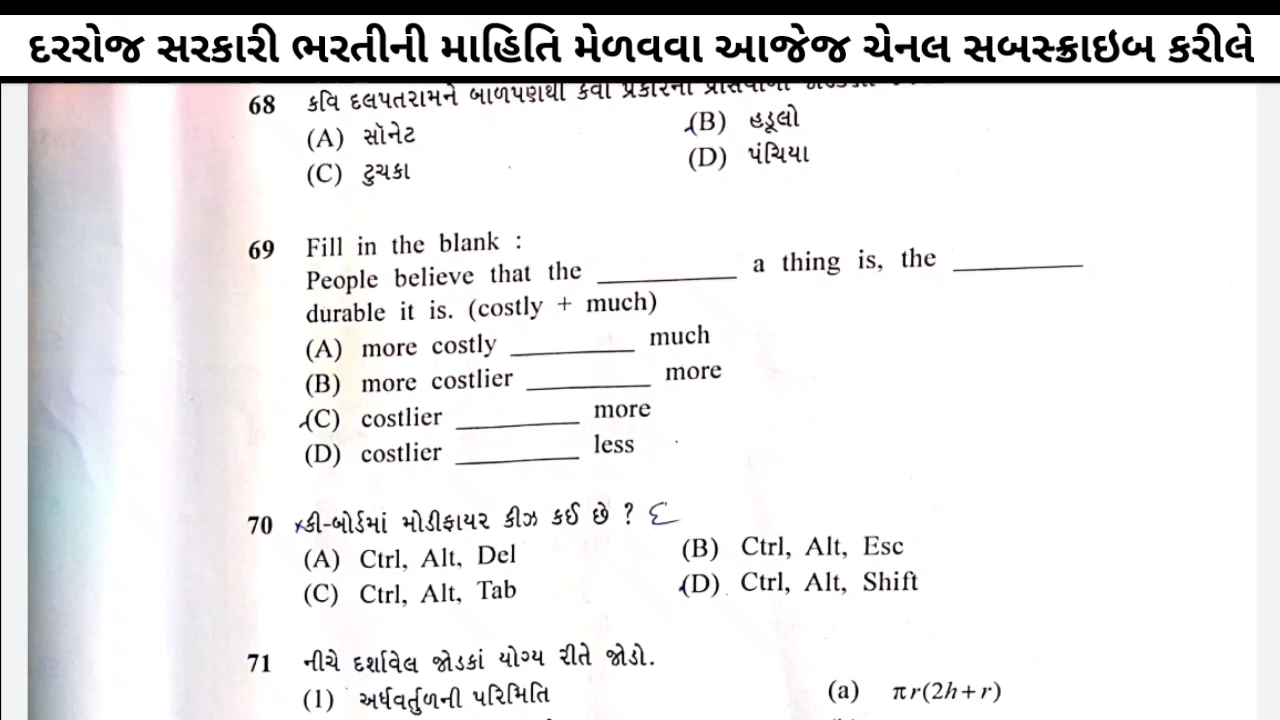 દરરોજ સરકારી ભરતીની માહિતિ મેળવવા આજેજ ચેનલ સબસ્ક્રાઇબ કરીલે
68 કવિ દલપતરામને બાળપણથી કેવા પ્રકારના
(A) સૉનેટ (B) હડૂલો
(C) ટુચકા (D) પંચિયા
69 Fill in the blank :
People believe that the __________ a thing is, the __________
durable it is. (costly + much)
(A) more costly __________ much
(B) more costlier __________ more
(C) costlier __________ more
(D) costlier __________ less
70 કી-બોર્ડમાં મોડીફાયર કીઝ કઈ છે ?
(A) Ctrl, Alt, Del (B) Ctrl, Alt, Esc
(C) Ctrl, Alt, Tab (D) Ctrl, Alt, Shift
71 નીચે દર્શાવેલ જોડકાં યોગ્ય રીતે જોડો.
(1) અર્ધવર્તુળની પરિમિતિ (a) πr(2h+r)